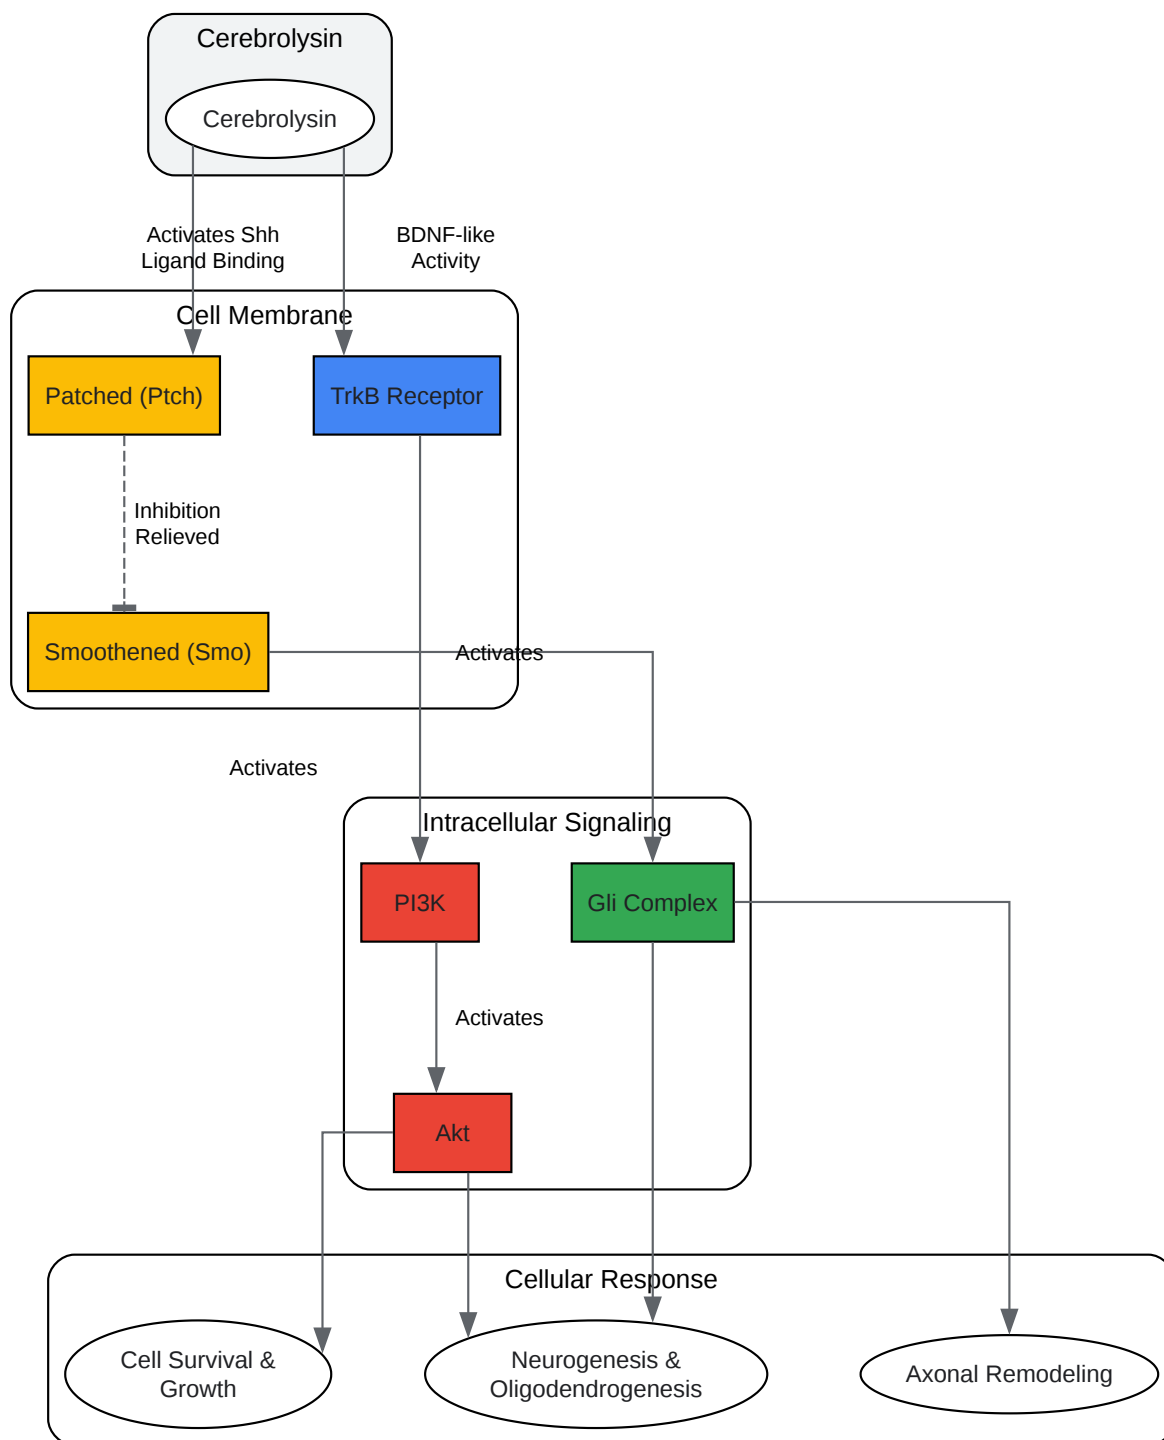 Cerebrolysin
Cerebrolysin
Activates Shh
Ligand Binding
BDNF-like
Activity
Cell Membrane
Patched (Ptch)
TrkB Receptor
Inhibition
Relieved
Smoothened (Smo)
Activates
Activates
Intracellular Signaling
PI3K
Gli Complex
Activates
Akt
Cellular Response
Cell Survival &
Growth
Neurogenesis &
Oligodendrogenesis
Axonal Remodeling